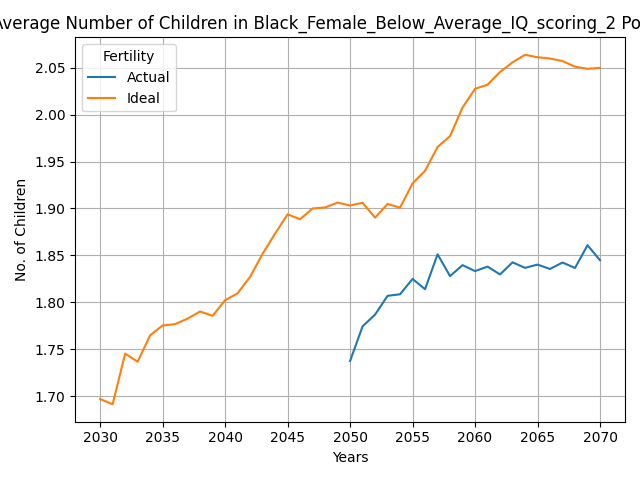 Average Number of Children in Black_Female_Below_Average_IQ_scoring_2 Po
Fertility
Actual
Ideal
2.05
2.00
1.95
1.90
1.85
1.80
1.75
1.70
No. of Children
2030 2035 2040 2045 2050 2055 2060 2065 2070
Years